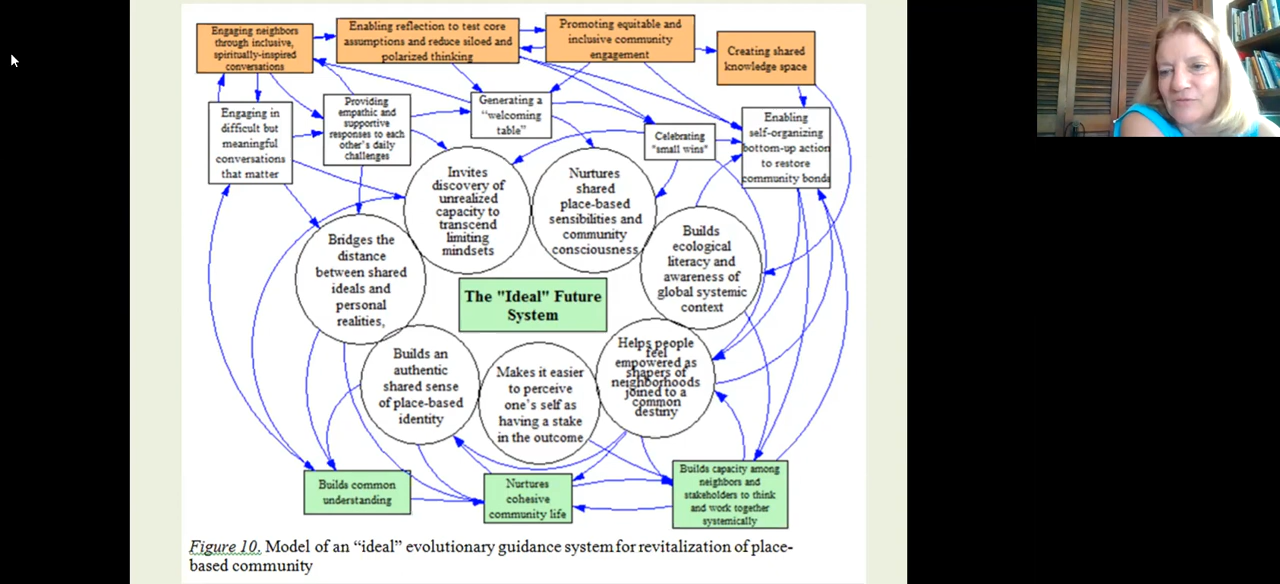 Engaging neighbors
through inclusive,
spiritually-inspired
conversations
Enabling reflection to test core
assumptions and reduce siloed and
polarized thinking
Promoting equitable and
inclusive community
engagement
Creating shared
knowledge space
Engaging in
difficult but
meaningful
conversations
that matter
Providing
empathic and
supportive
responses to each
other's daily
challenges
Generating a
"welcoming
table"
Celebrating
"small wins"
Enabling
self-organizing
bottom-up action
to restore
community bonds
Invites
discovery of
unrealized
capacity to
transcend
limiting
mindsets
Nurtures
shared
place-based
sensibilities and
community
consciousness
Bridges the
distance
between shared
ideals and
personal
realities,
Builds
ecological
literacy and
awareness of
global systemic
context
The "Ideal" Future
System
Builds an
authentic
shared sense
of place-based
identity
Makes it easier
to perceive
one's self as
having a stake
in the outcome
Helps people
feel
empowered as
shapers of
neighborhoods
joined to a
common
destiny
Builds common
understanding
Nurtures
cohesive
community life
Builds capacity among
neighbors and
stakeholders to think
and work together
systemically
Figure 10. Model of an “ideal” evolutionary guidance system for revitalization of place-
based community